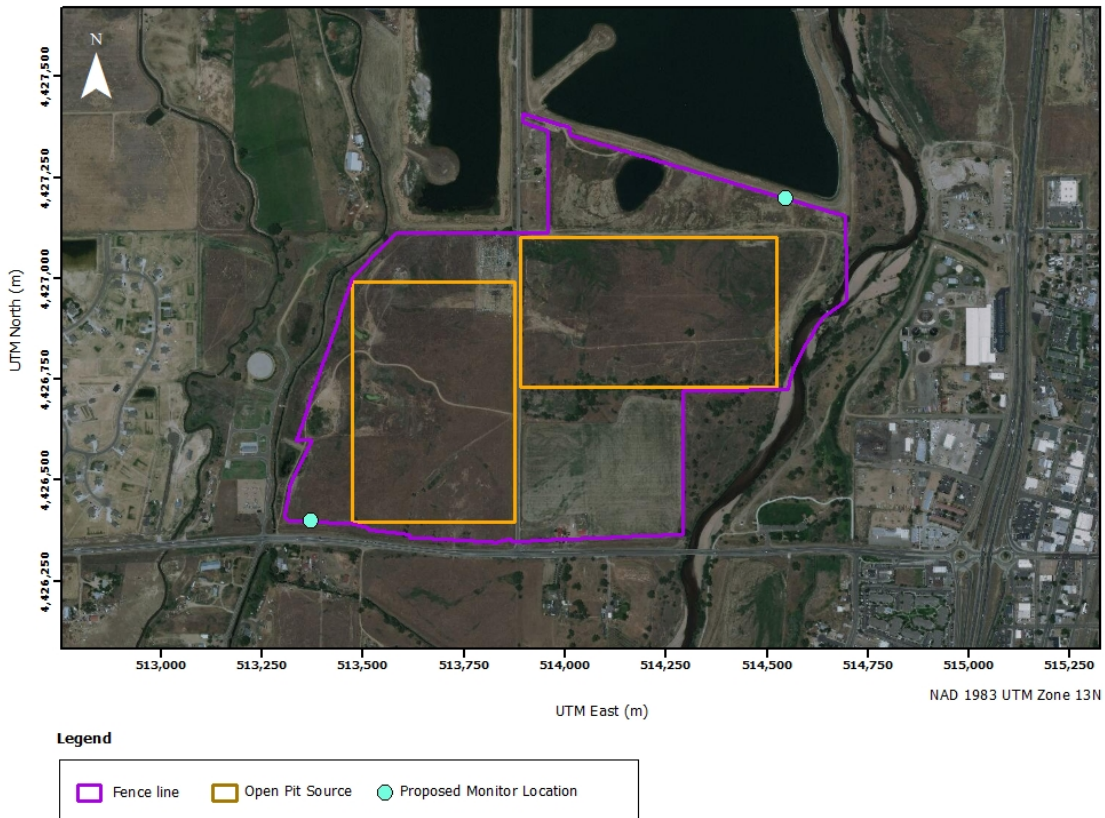 N
4,427,500
4,427,250
4,427,000
4,426,750
4,426,500
4,426,250
UTM North (m)
513,000 513,250 513,500 513,750 514,000 514,250 514,500 514,750 515,000 515,250
NAD 1983 UTM Zone 13N
UTM East (m)
Legend
Fence line Open Pit Source Proposed Monitor Location